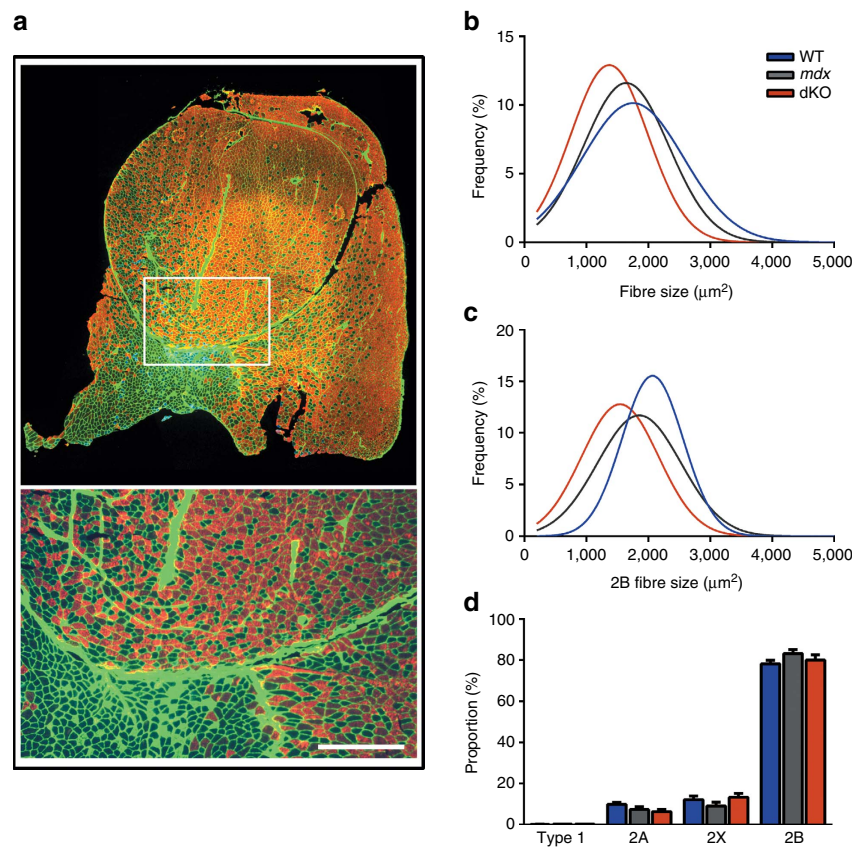 a
b
15
10
5
0
Frequency (%)
0 1,000 2,000 3,000 4,000 5,000
Fibre size (μm²)
WT
mdx
dKO
c
20
15
10
5
0
Frequency (%)
0 1,000 2,000 3,000 4,000 5,000
2B fibre size (μm²)
d
100
80
60
40
20
0
Proportion (%)
Type 1 2A 2X 2B